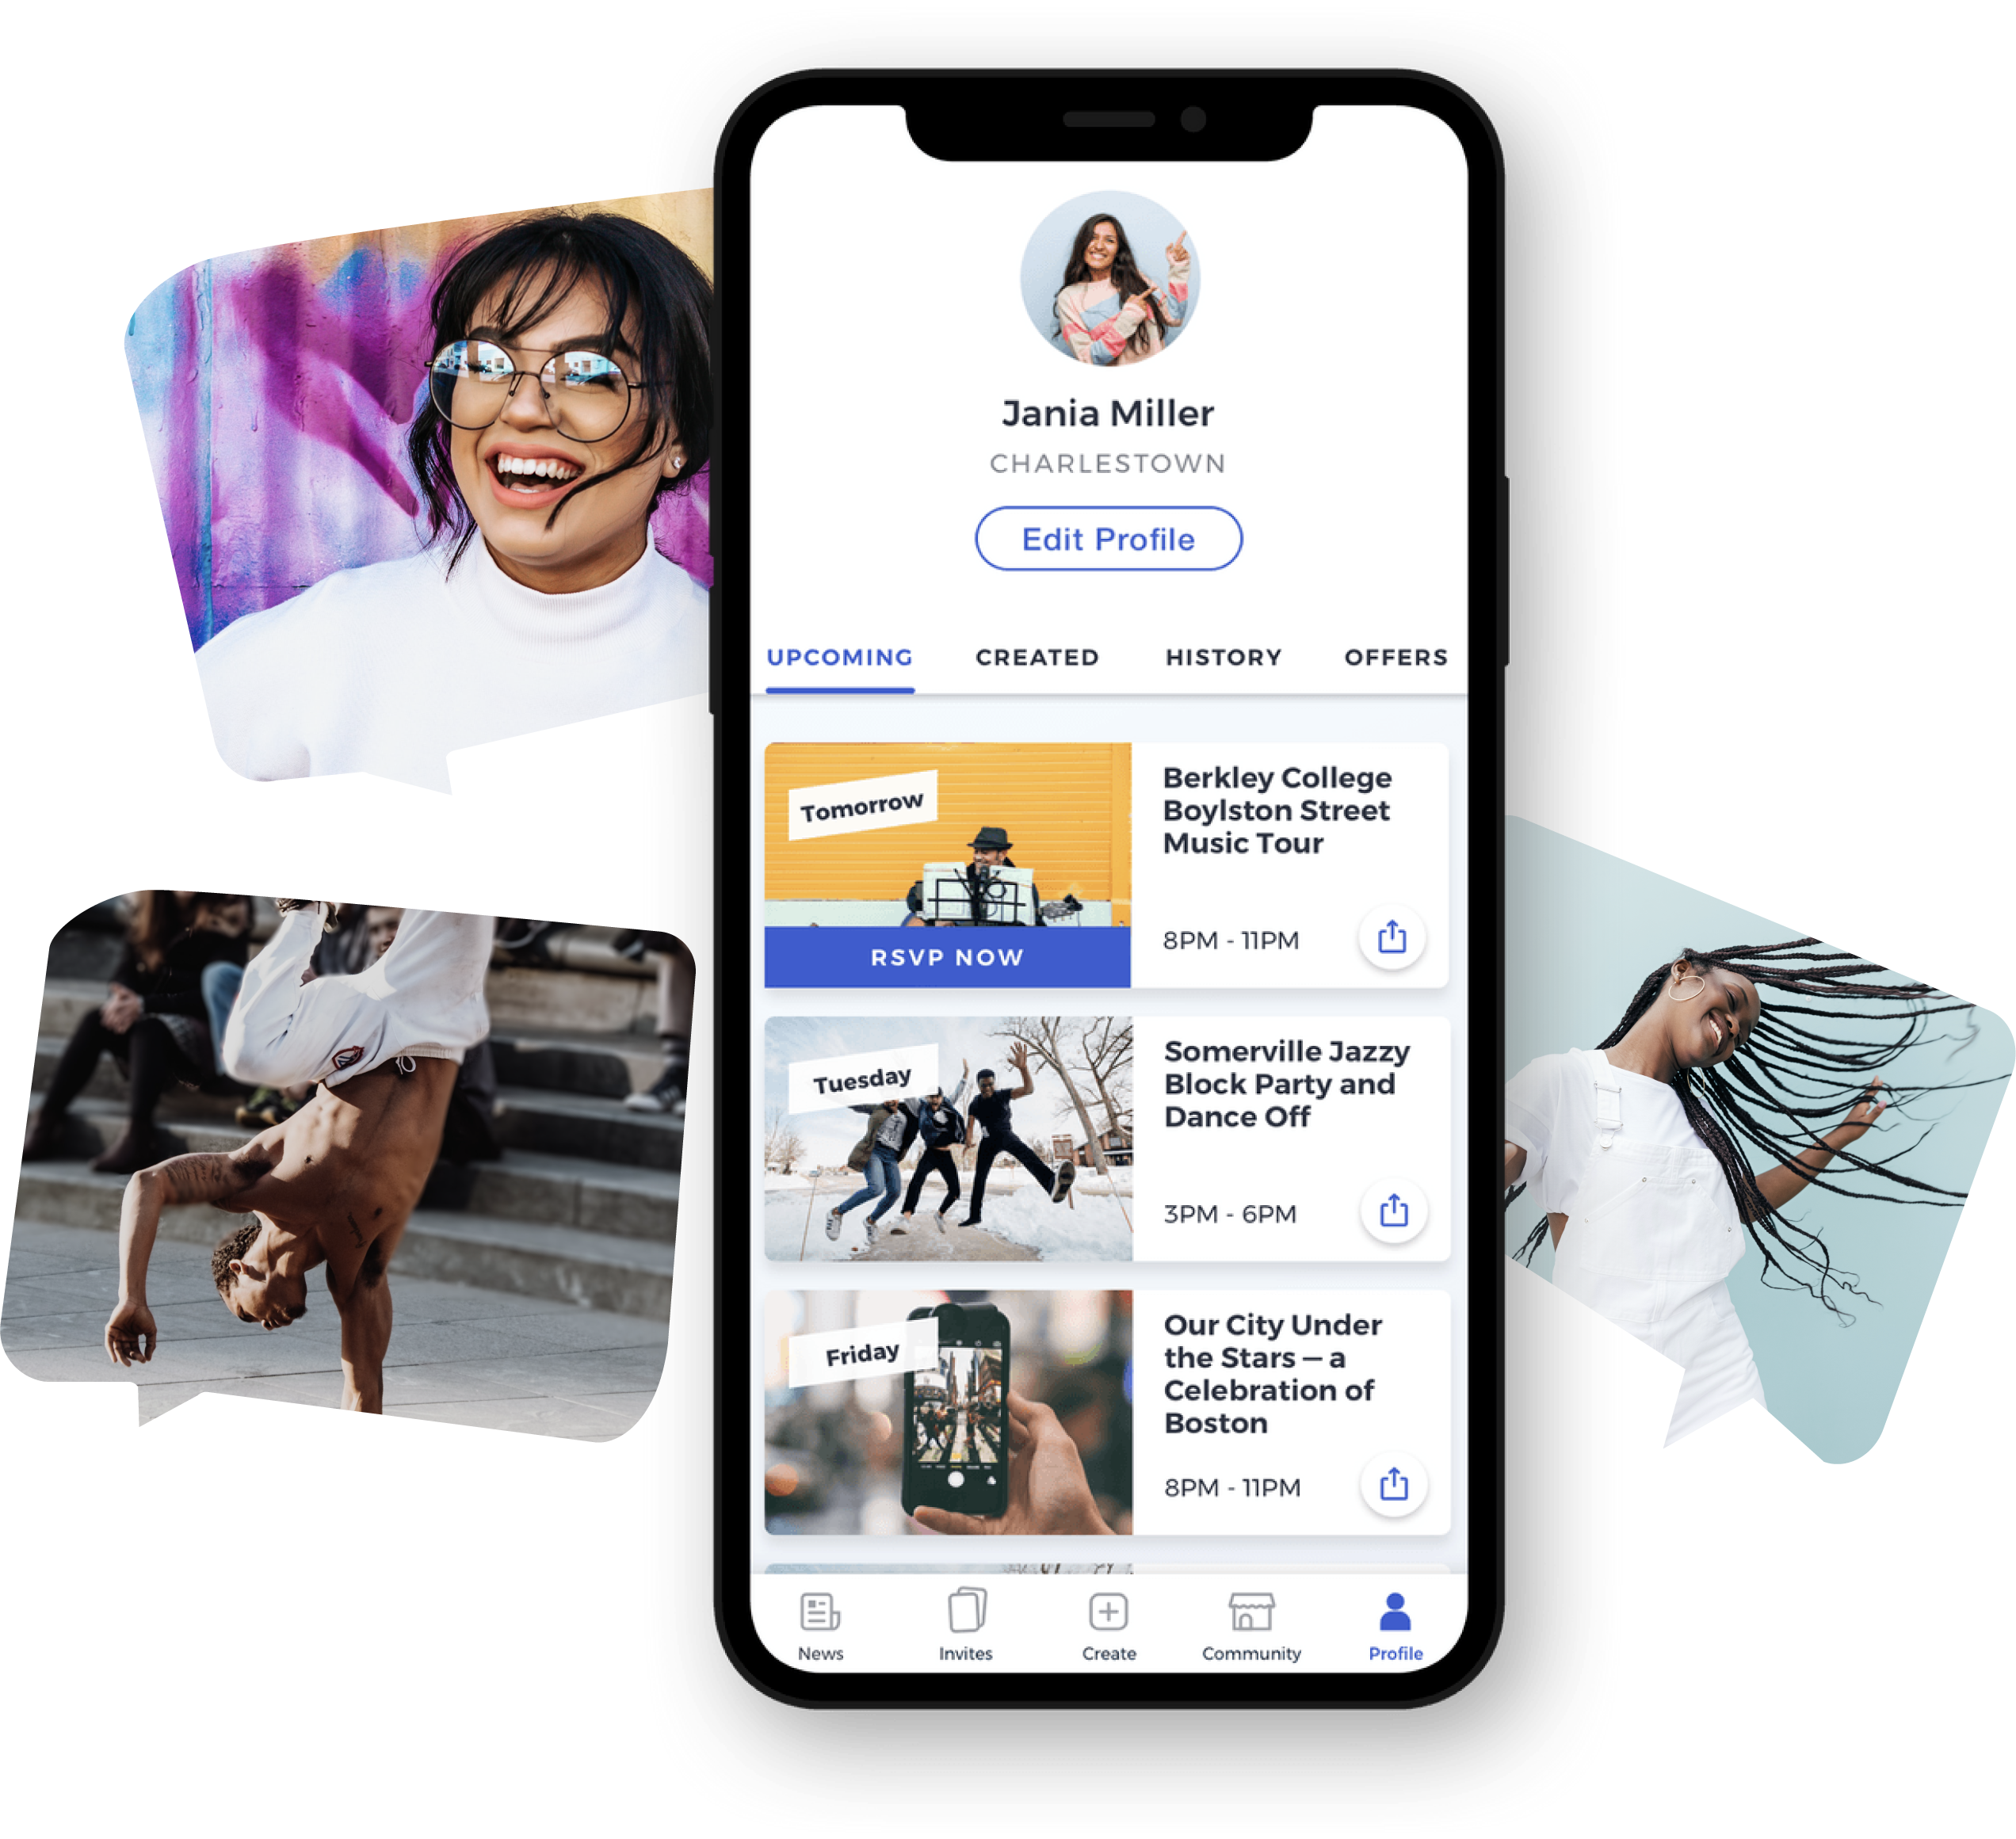 Jania Miller
CHARLESTOWN
Edit Profile
UPCOMING CREATED HISTORY OFFERS
Tomorrow
RSVP NOW
Berkley College
Boylston Street
Music Tour
8PM - 11PM
Tuesday
Somerville Jazzy
Block Party and
Dance Off
3PM - 6PM
Friday
Our City Under
the Stars – a
Celebration of
Boston
8PM - 11PM
News Invites Create Community Profile